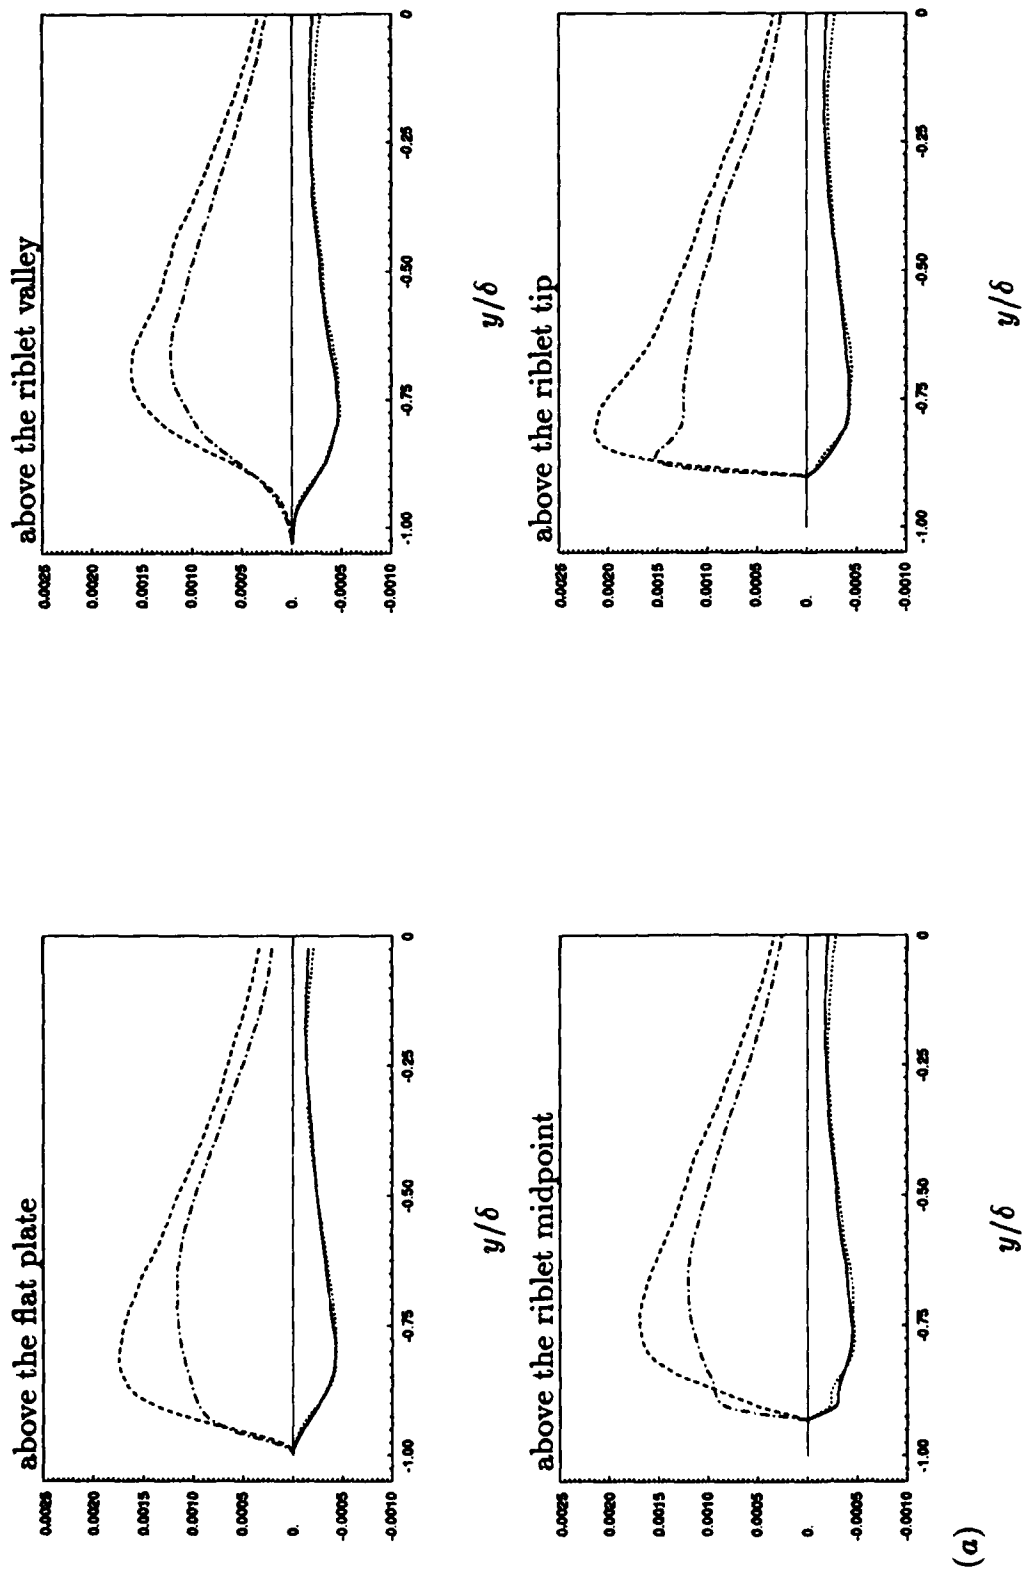 above the flat plate
0.0025
0.0020
0.0015
0.0010
0.0005
0.
-0.0005
-0.0010
-1.00 -0.75 -0.50 -0.25 0
y/δ
above the riblet valley
0.0025
0.0020
0.0015
0.0010
0.0005
0.
-0.0005
-0.0010
-1.00 -0.75 -0.50 -0.25 0
y/δ
above the riblet midpoint
0.0025
0.0020
0.0015
0.0010
0.0005
0.
-0.0005
-0.0010
-1.00 -0.75 -0.50 -0.25 0
y/δ
above the riblet tip
0.0025
0.0020
0.0015
0.0010
0.0005
0.
-0.0005
-0.0010
-1.00 -0.75 -0.50 -0.25 0
y/δ
(a)